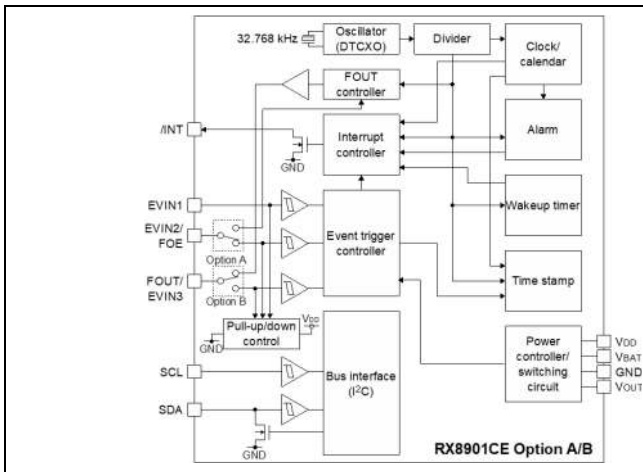 32.768 kHz
Oscillator
(DTCXO)
Divider
Clock/
calendar
FOUT
controller
/INT
GND
Interrupt
controller
Alarm
EVIN1
EVIN2/
FOE
Option A
Event trigger
controller
Wakeup timer
FOUT/
EVIN3
Option B
Time stamp
GND
Pull-up/down
control
VDD
Power
controller/
switching
circuit
VDD
VBAT
GND
VOUT
SCL
SDA
GND
Bus interface
(I²C)
RX8901CE Option A/B